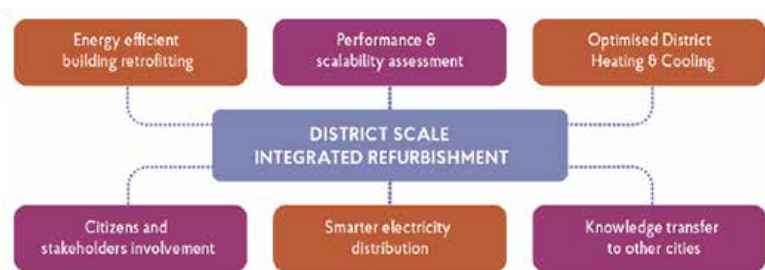 Energy efficient
building retrofitting
Performance &
scalability assessment
Optimised District
Heating & Cooling
DISTRICT SCALE
INTEGRATED REFURBISHMENT
Citizens and
stakeholders involvement
Smarter electricity
distribution
Knowledge transfer
to other cities